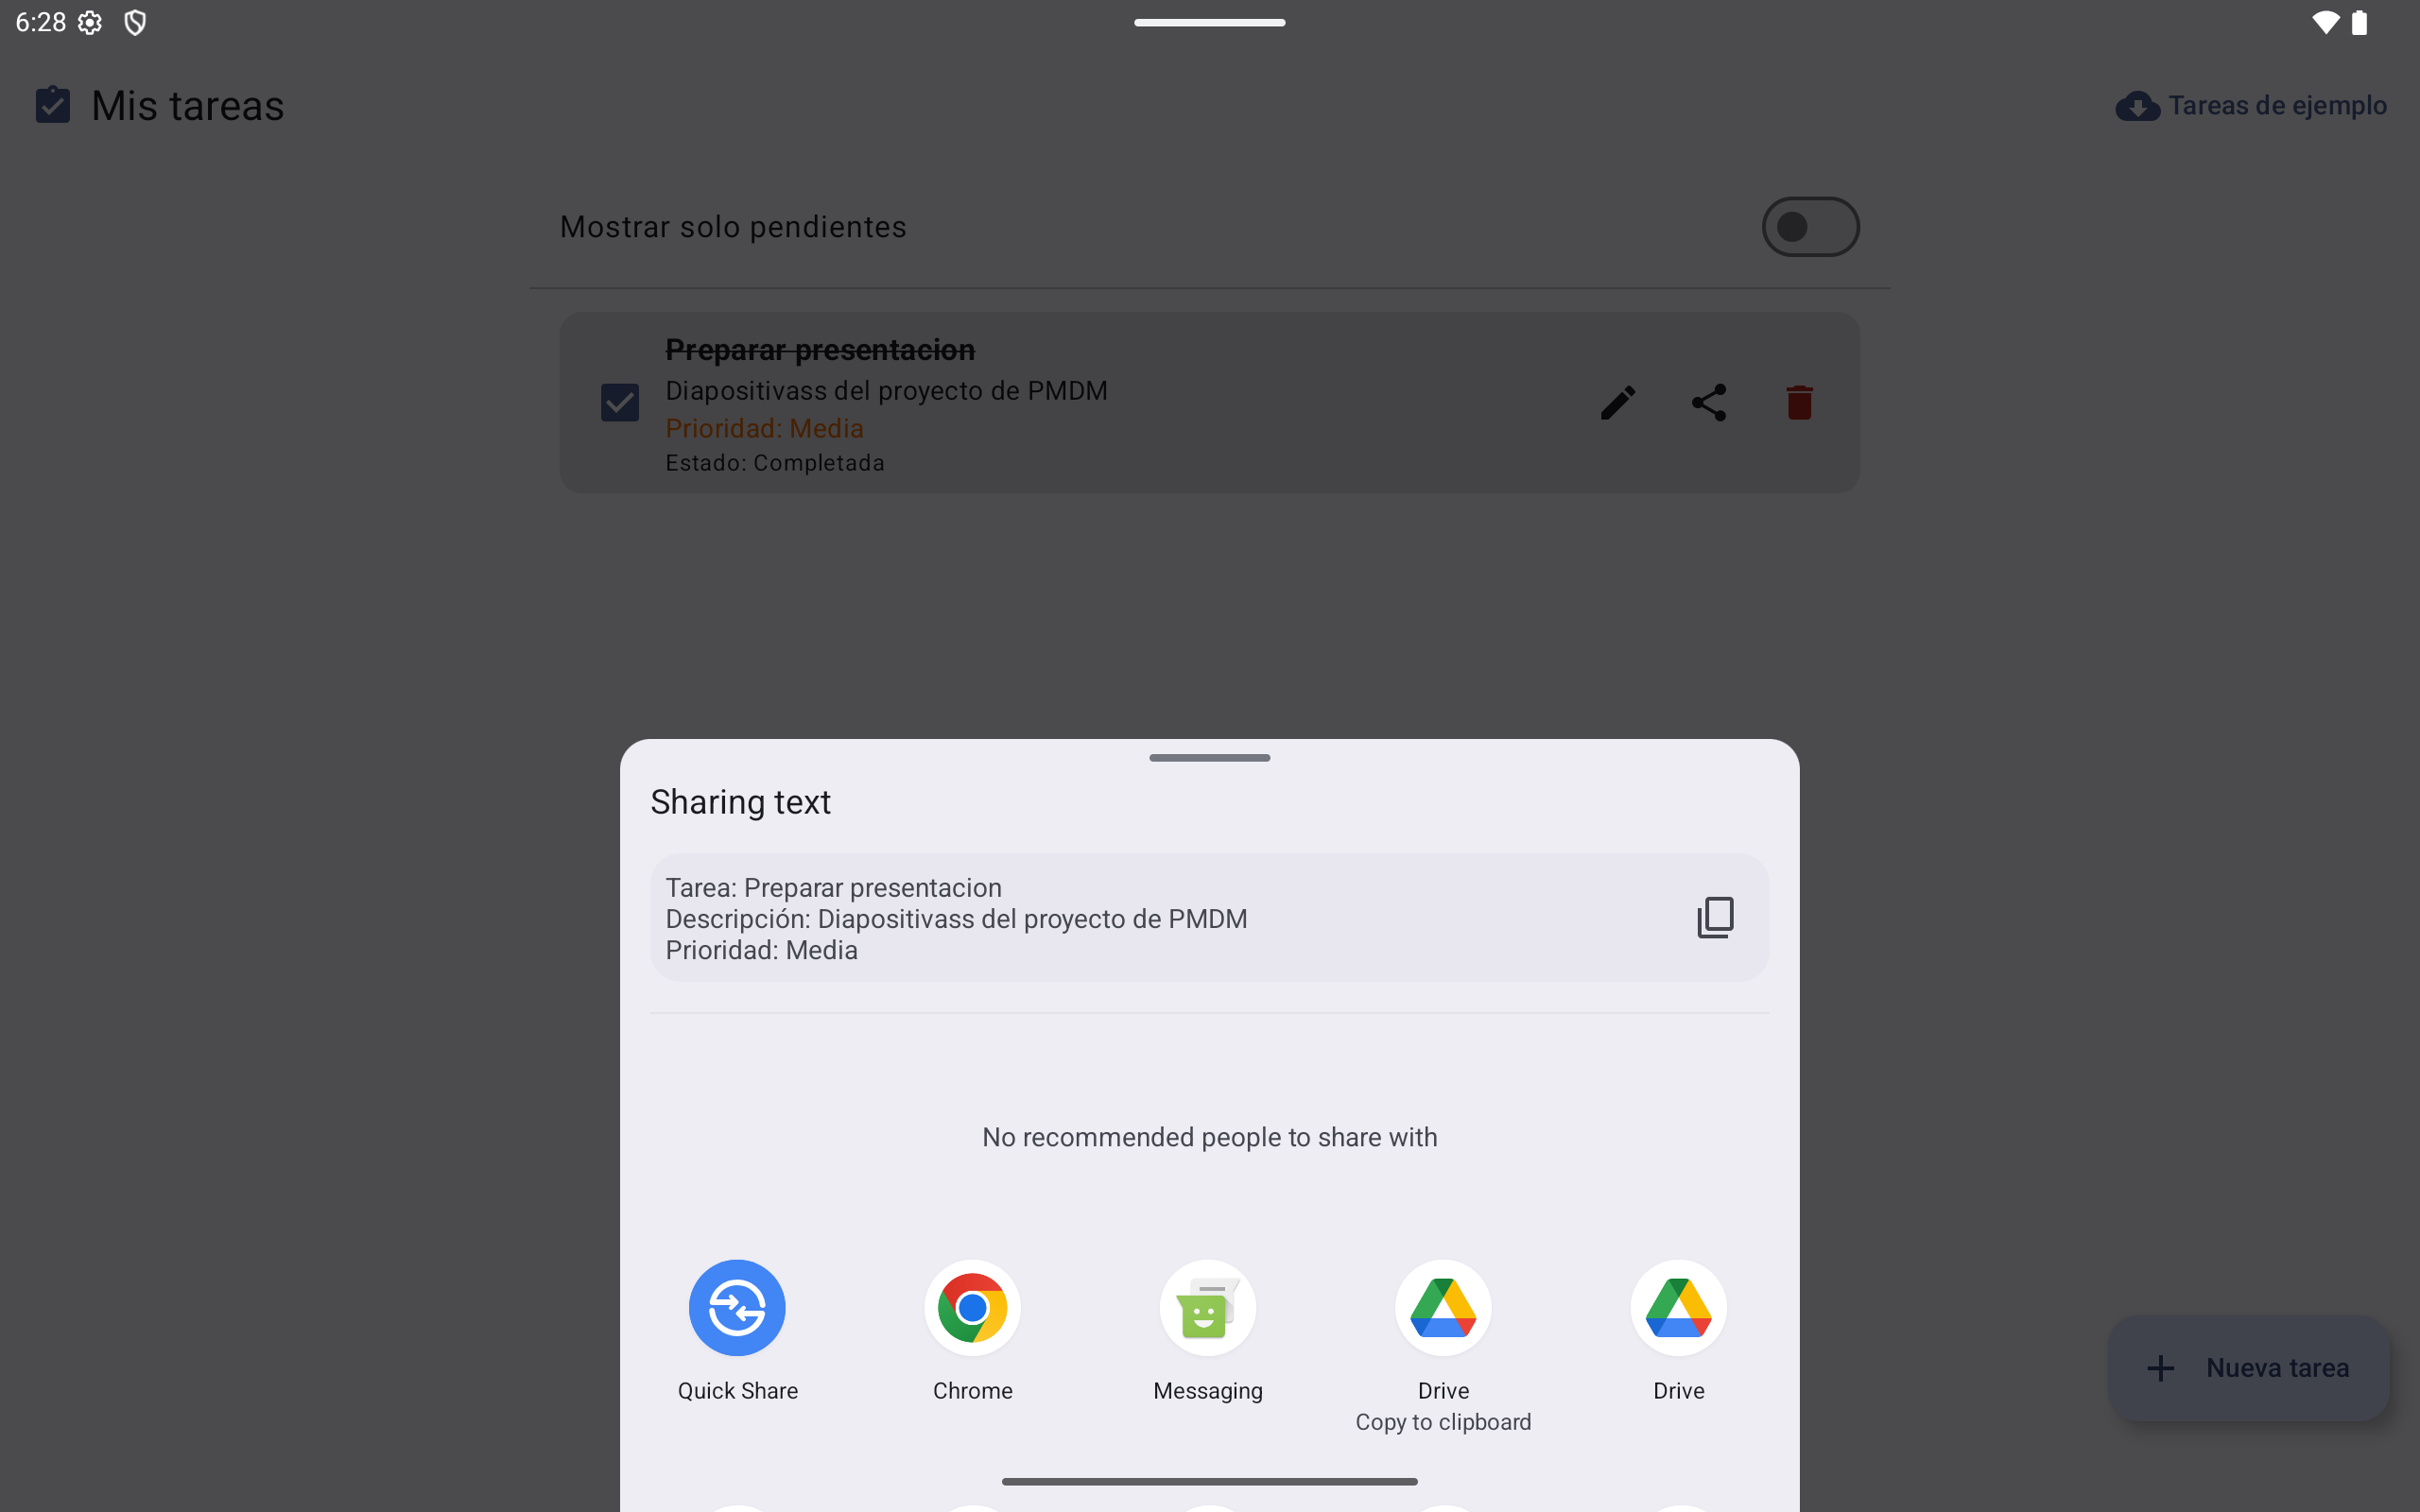 6:28
Mis tareas
Tareas de ejemplo
Mostrar solo pendientes
Preparar presentacion
Diapositivass del proyecto de PMDM
Prioridad: Media
Estado: Completada
Sharing text
Tarea: Preparar presentacion
Descripción: Diapositivass del proyecto de PMDM
Prioridad: Media
No recommended people to share with
Quick Share
Chrome
Messaging
Drive
Copy to clipboard
Drive
Nueva tarea